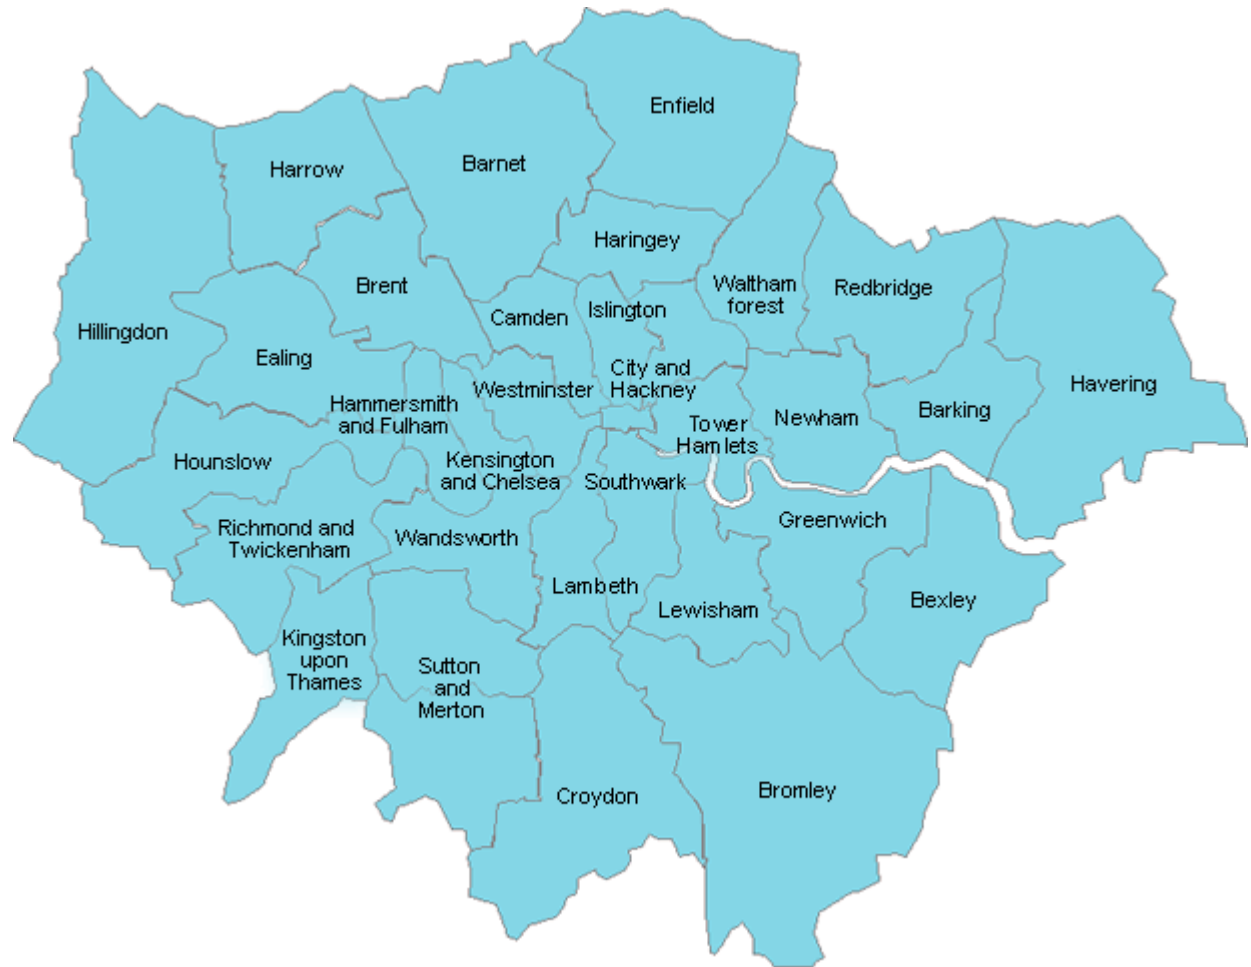 Enfield
Barnet
Harrow
Haringey
Brent
Waltham
forest
Redbridge
Islington
Camden
Hillingdon
Ealing
City and
Hackney
Westminster
Havering
Hammersmith
and Fulham
Barking
Newham
Tower
Hamlets
Hounslow
Kensington
and Chelsea
Southwark
Greenwich
Richmond and
Twickenham
Wandsworth
Lambeth
Lewisham
Bexley
Kingston
upon
Thames
Sutton
and
Merton
Croydon
Bromley